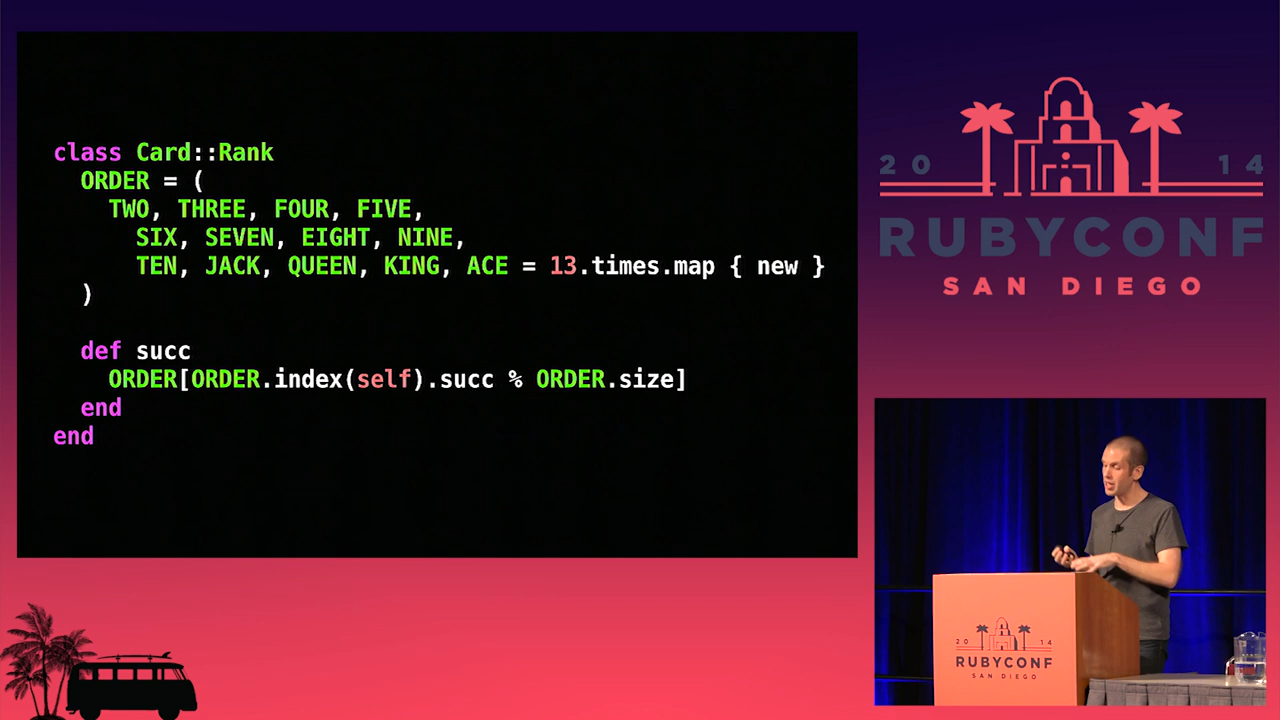 class Card::Rank
  ORDER = (
    TWO, THREE, FOUR, FIVE,
      SIX, SEVEN, EIGHT, NINE,
      TEN, JACK, QUEEN, KING, ACE = 13.times.map { new }
  )

  def succ
    ORDER[ORDER.index(self).succ % ORDER.size]
  end
end
20 14
RUBYCONF
SAN DIEGO
20 14
RUBYCONF
SAN DIEGO